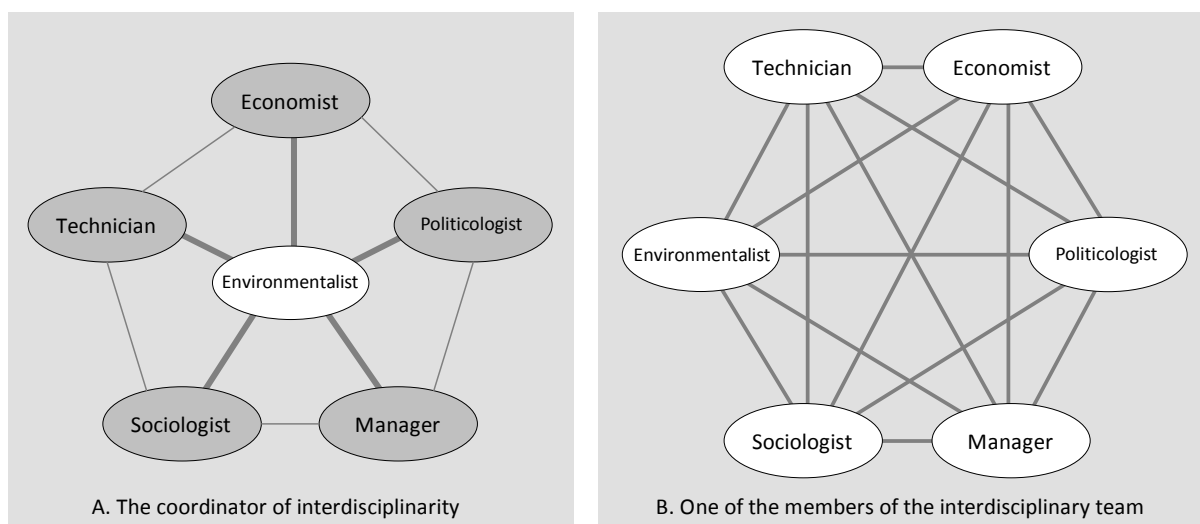 Economist
Technician
Politicologist
Environmentalist
Sociologist
Manager
A. The coordinator of interdisciplinarity
Technician
Economist
Environmentalist
Politicologist
Sociologist
Manager
B. One of the members of the interdisciplinary team